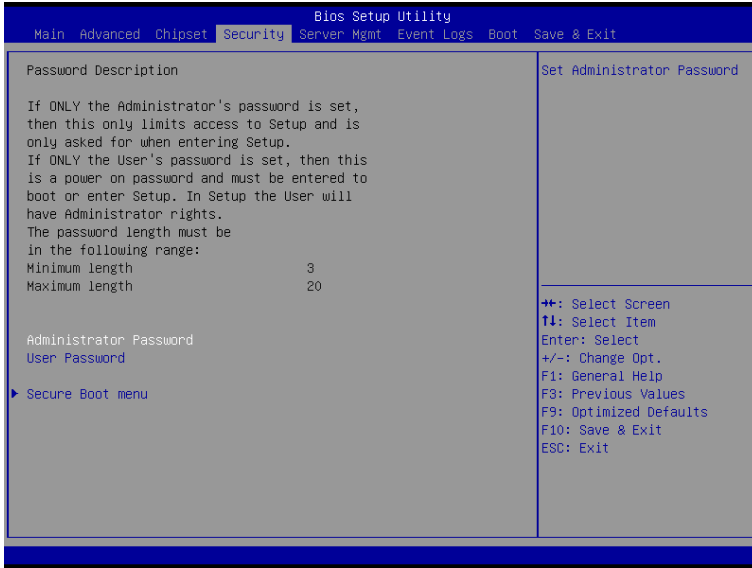 Bios Setup Utility
Main Advanced Chipset Security Server Mgmt Event Logs Boot Save & Exit
Password Description
If ONLY the Administrator's password is set,
then this only limits access to Setup and is
only asked for when entering Setup.
If ONLY the User's password is set, then this
is a power on password and must be entered to
boot or enter Setup. In Setup the User will
have Administrator rights.
The password length must be
in the following range:
Minimum length 3
Maximum length 20
Administrator Password
User Password
Secure Boot menu
Set Administrator Password
→←: Select Screen
↑↓: Select Item
Enter: Select
+/-: Change Opt.
F1: General Help
F3: Previous Values
F9: Optimized Defaults
F10: Save & Exit
ESC: Exit